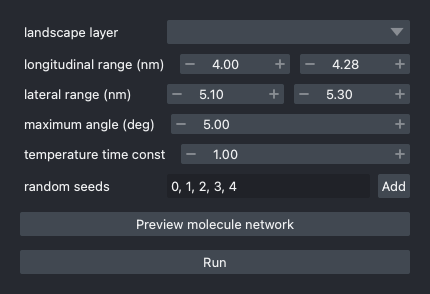 landscape layer
longitudinal range (nm) − 4.00 + − 4.28 +
lateral range (nm) − 5.10 + − 5.30 +
maximum angle (deg) − 5.00 +
temperature time const − 1.00 +
random seeds 0, 1, 2, 3, 4 Add
Preview molecule network
Run